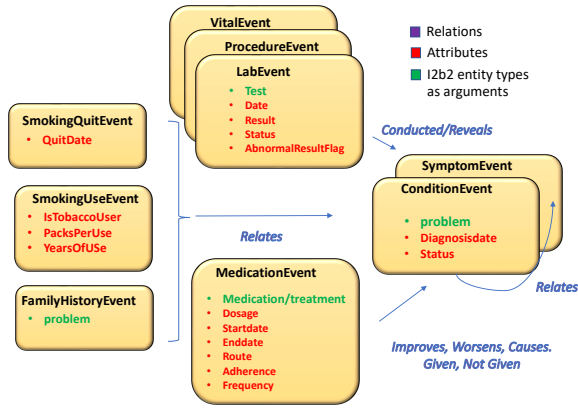 VitalEvent
ProcedureEvent
LabEvent
• Test
• Date
• Result
• Status
• AbnormalResultFlag
Relations
Attributes
I2b2 entity types
as arguments
SmokingQuitEvent
• QuitDate
SmokingUseEvent
• IsTobaccoUser
• PacksPerUse
• YearsOfUSe
FamilyHistoryEvent
• problem
Relates
Conducted/Reveals
SymptomEvent
ConditionEvent
• problem
• Diagnosisdate
• Status
Relates
MedicationEvent
• Medication/treatment
• Dosage
• Startdate
• Enddate
• Route
• Adherence
• Frequency
Improves, Worsens, Causes.
Given, Not Given